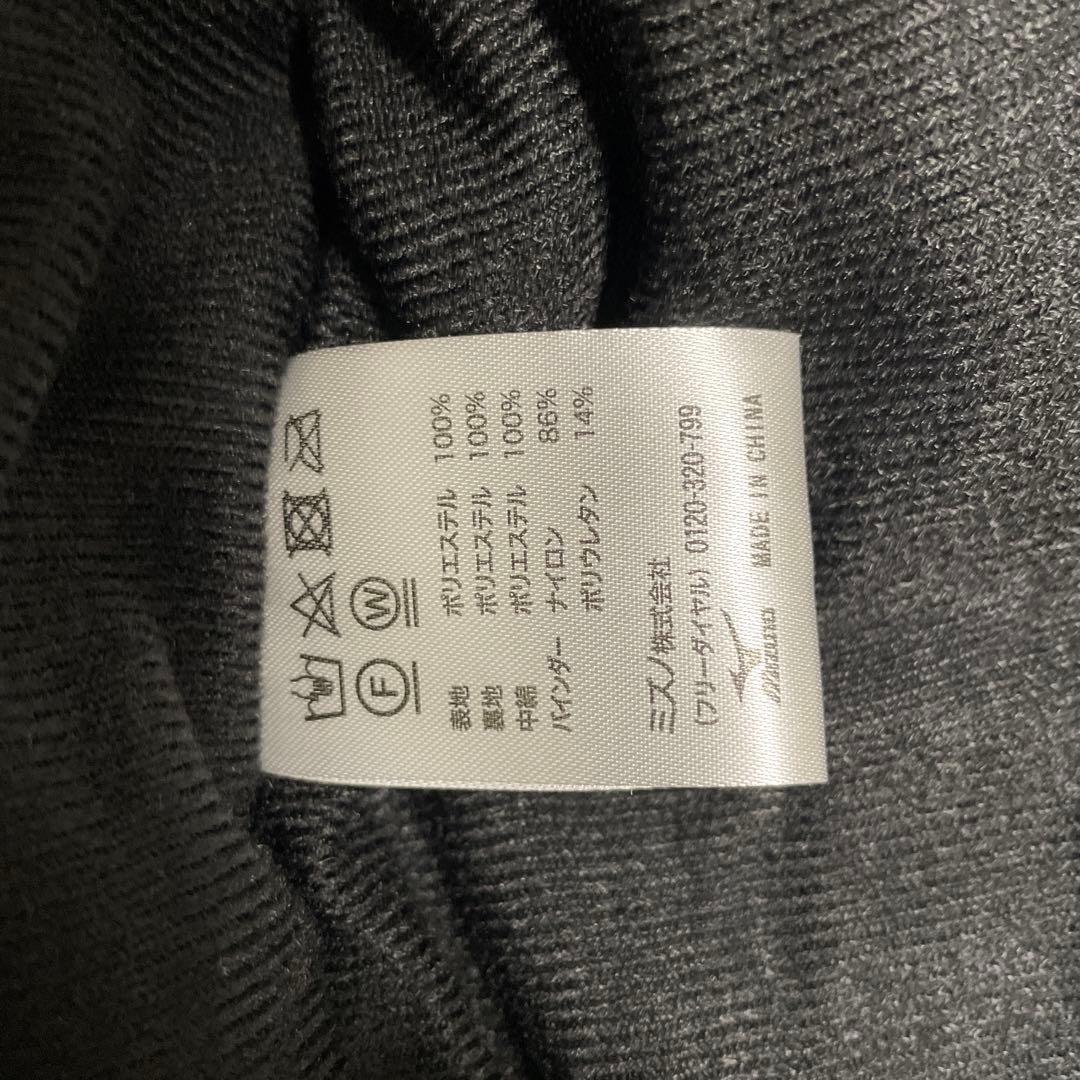 F W
表地 ポリエステル 100%
裏地 ポリエステル 100%
中綿 ポリエステル 100%
バインダー ナイロン 86%
ポリウレタン 14%
ミズノ株式会社
(フリーダイヤル) 0120-320-799
Mizuno MADE IN CHINA